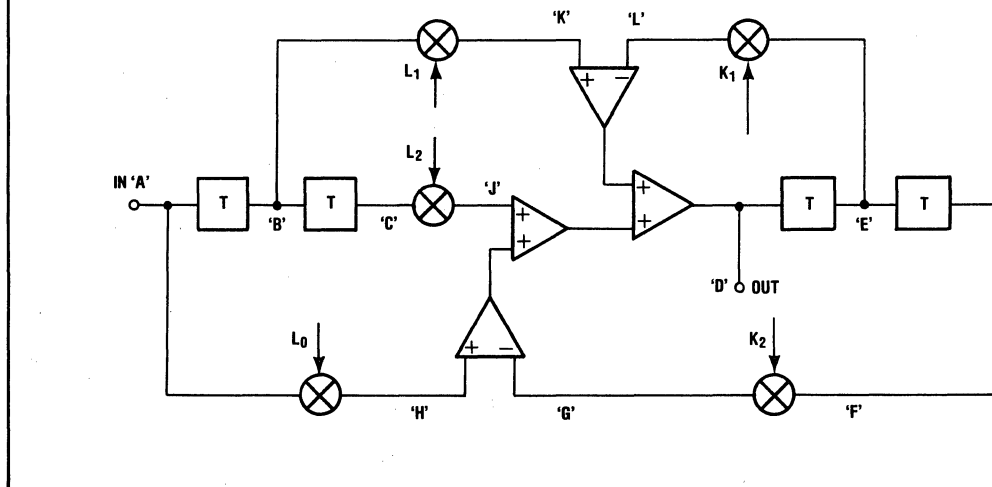 'K'
'L'
L1
K1
+
−
L2
IN 'A'
T
T
'B'
'C'
'J'
+
+
+
+
T
T
'E'
'D'
OUT
L0
K2
+
−
'H'
'G'
'F'